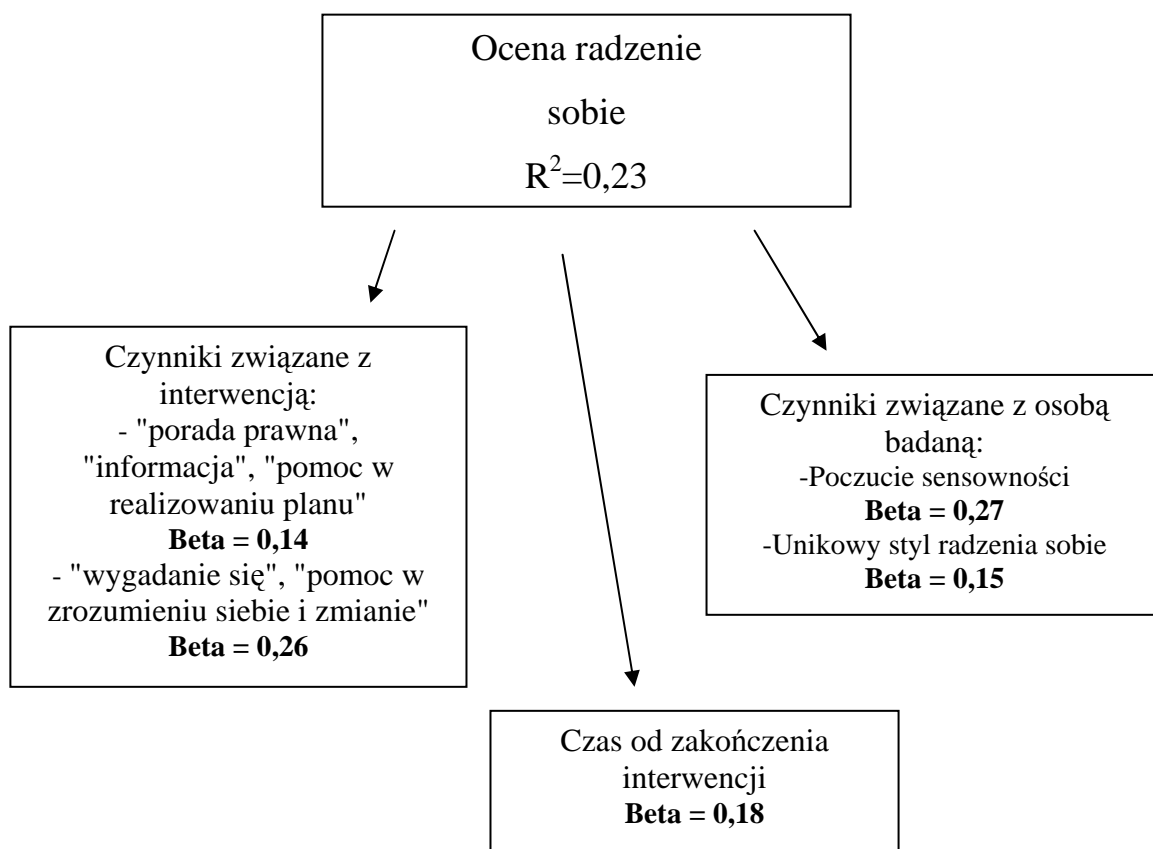 Ocena radzenie
sobie
R²=0,23
Czynniki związane z
interwencją:
- "porada prawna",
"informacja", "pomoc w
realizowaniu planu"
Beta = 0,14
- "wygadanie się", "pomoc w
zrozumieniu siebie i zmianie"
Beta = 0,26
Czynniki związane z osobą
badaną:
-Poczucie sensowności
Beta = 0,27
-Unikowy styl radzenia sobie
Beta = 0,15
Czas od zakończenia
interwencji
Beta = 0,18